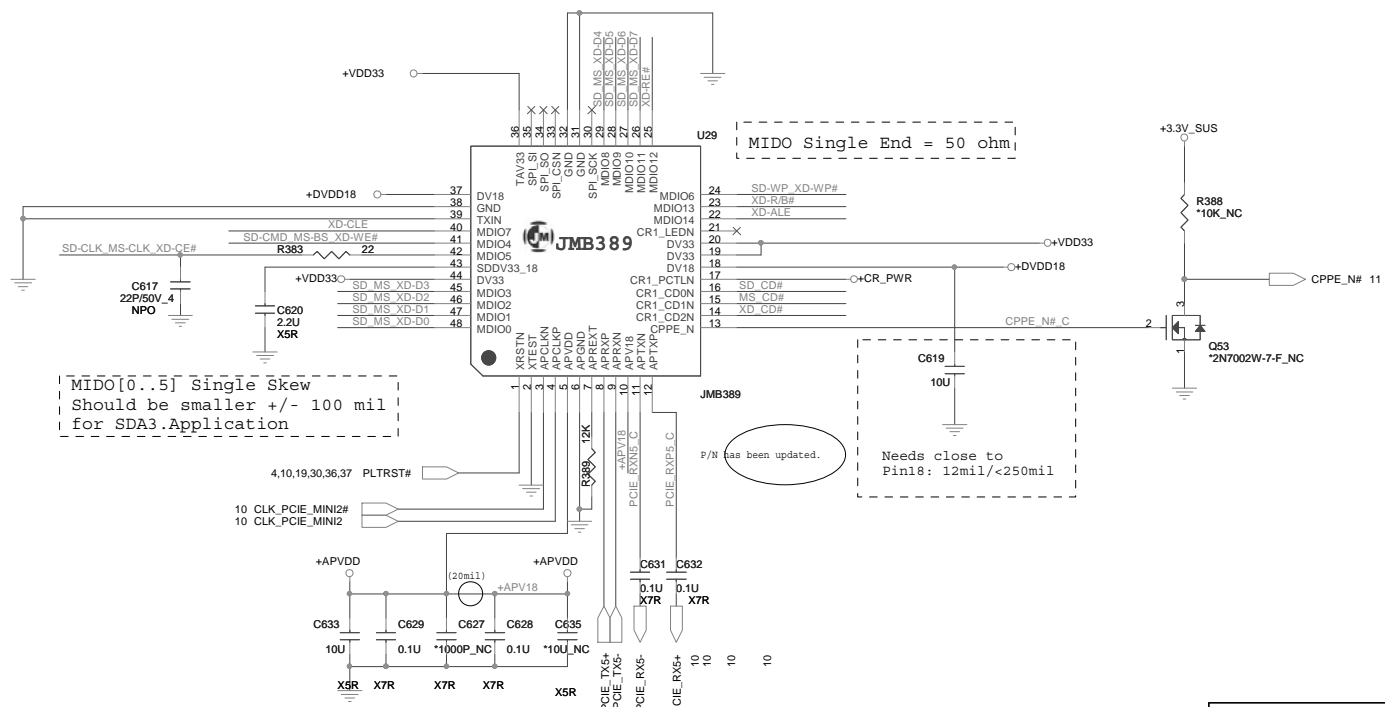 +VDD33
SD_MS_XD-D4
SD_MS_XD-D5
SD_MS_XD-D6
SD_MS_XD-D7
XD-RE#
36
35
34
33
32
31
30
29
28
27
26
25
U29
MIDO Single End = 50 ohm
TAV33
SPI_SI
SPI_SO
SPI_CSN
GND
GND
SPI_SCK
MDIO8
MDIO9
MDIO10
MDIO11
MDIO12
+3.3V_SUS
R388
*10K_NC
+DVDD18
37 DV18
38 GND
39 TXIN
XD-CLE 40 MDIO7
SD-CMD_MS-BS_XD-WE# 41 MDIO4
SD-CLK_MS-CLK_XD-CE# R383 22 42 MDIO5
43 SDDV33_18
+VDD33 44 DV33
SD_MS_XD-D3 45 MDIO3
SD_MS_XD-D2 46 MDIO2
SD_MS_XD-D1 47 MDIO1
SD_MS_XD-D0 48 MDIO0
C617
22P/50V_4
NPO
C620
2.2U
X5R
JM
JMB389
MDIO6 24 SD-WP_XD-WP#
MDIO13 23 XD-R/B#
MDIO14 22 XD-ALE
CR1_LEDN 21
DV33 20 +VDD33
DV33 19
DV18 18 +DVDD18
CR1_PCTLN 17 +CR_PWR
CR1_CD0N 16 SD_CD#
CR1_CD1N 15 MS_CD#
CR1_CD2N 14 XD_CD#
CPPE_N 13 CPPE_N#_C
CPPE_N# 11
3
2
1
Q53
*2N7002W-7-F_NC
XRSTN
XTEST
APCLKN
APCLKP
APVDD
APGND
APREXT
APRXP
APRXN
APV18
APTXN
APTXP
1
2
3
4
5
6
7
8
9
10
11
12
JMB389
MIDO[0..5] Single Skew
Should be smaller +/- 100 mil
for SDA3.Application
C619
10U
Needs close to
Pin18: 12mil/<250mil
P/N has been updated.
R389 12K
+APV18
PCIE_RXN5_C
PCIE_RXP5_C
4,10,19,30,36,37 PLTRST#
10 CLK_PCIE_MINI2#
10 CLK_PCIE_MINI2
+APVDD
(20mil)
+APV18
+APVDD
C631
0.1U
X7R
C632
0.1U
X7R
C633
10U
X5R
C629
0.1U
X7R
C627
*1000P_NC
X7R
C628
0.1U
X7R
C635
*10U_NC
X5R
PCIE_TX5+
PCIE_TX5-
PCIE_RX5-
CIE_RX5+
10
10
10
10